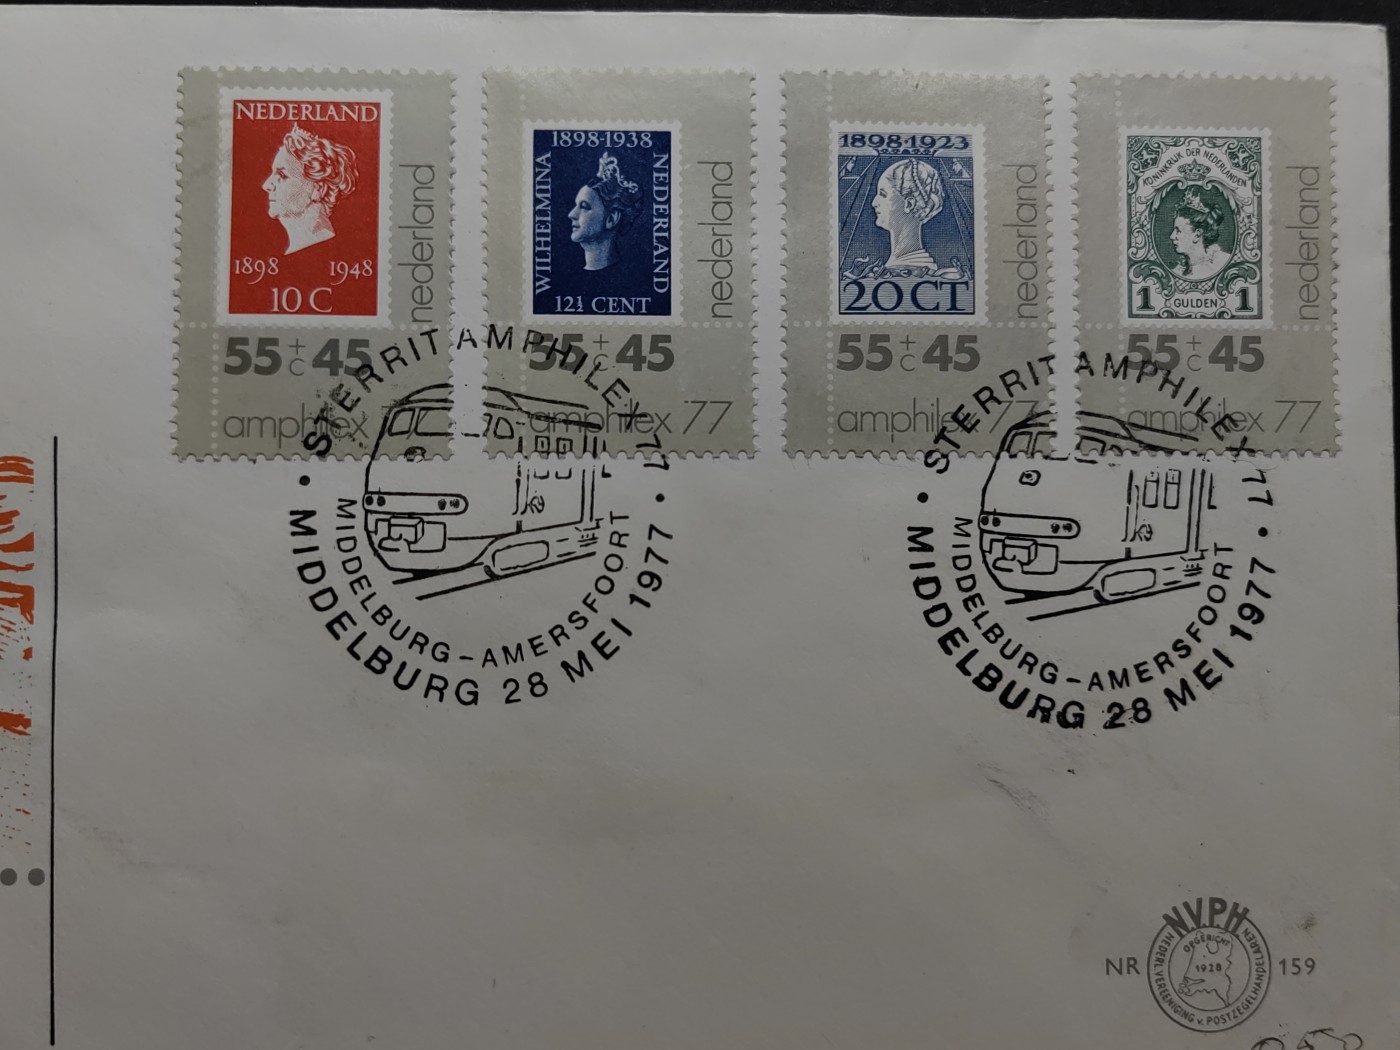 NEDERLAND
1898 1948
10 C
nederland
55 + c 45
amphilex '77
1898-1938
WILHELMINA
NEDERLAND
12½ CENT
nederland
55 + c 45
amphilex '77
1898-1923
20 CT
nederland
55 + c 45
amphilex '77
KONINKRIJK DER NEDERLANDEN
1 GULDEN 1
nederland
55 + c 45
amphilex '77
STERRIT AMPHILEX 77
MIDDELBURG-AMERSFOORT
• MIDDELBURG 28 MEI 1977 •
STERRIT AMPHILEX 77
MIDDELBURG-AMERSFOORT
• MIDDELBURG 28 MEI 1977 •
N.V.P.H.
OPGERICHT
1928
NEDERL. VEREENIGING v. POSTZEGELHANDELAREN
NR 159